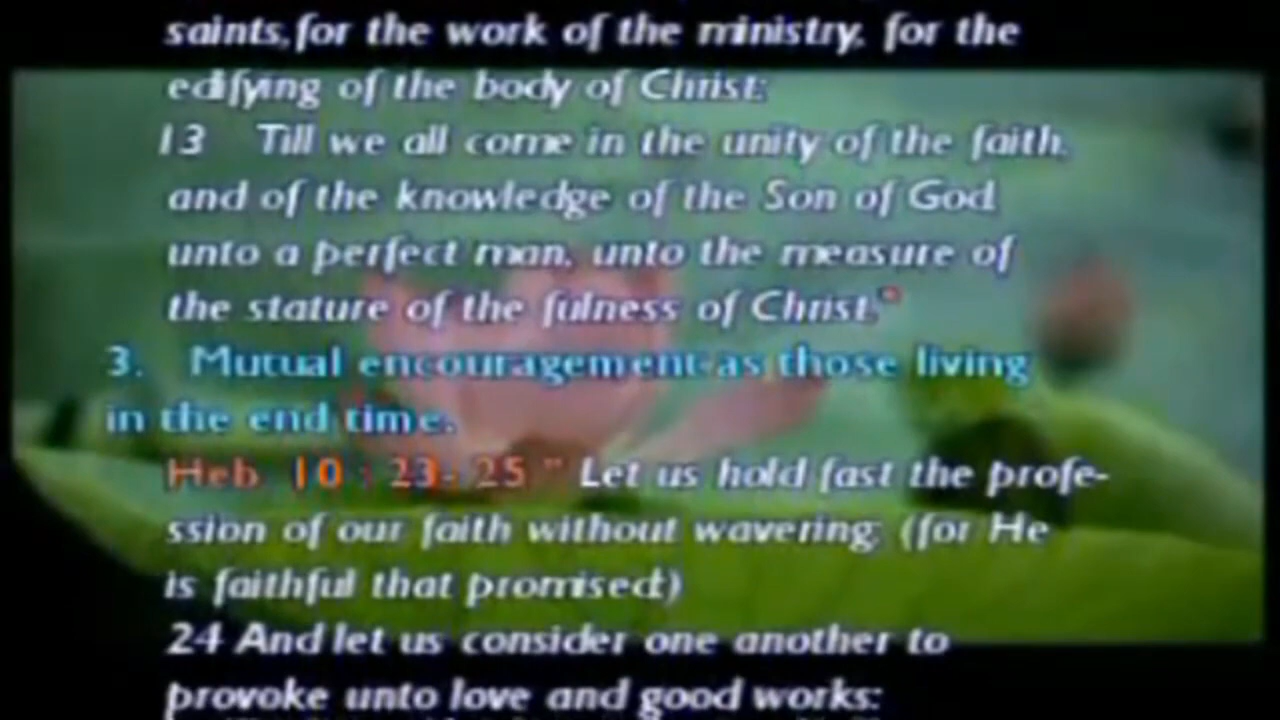 saints,for the work of the ministry, for the
edifying of the body of Christ:
13 Till we all come in the unity of the faith,
and of the knowledge of the Son of God
unto a perfect man, unto the measure of
the stature of the fulness of Christ."
3. Mutual encouragement as those living
in the end time.
Heb 10 : 23- 25 " Let us hold fast the profe-
ssion of our faith without wavering; (for He
is faithful that promised;)
24 And let us consider one another to
provoke unto love and good works: